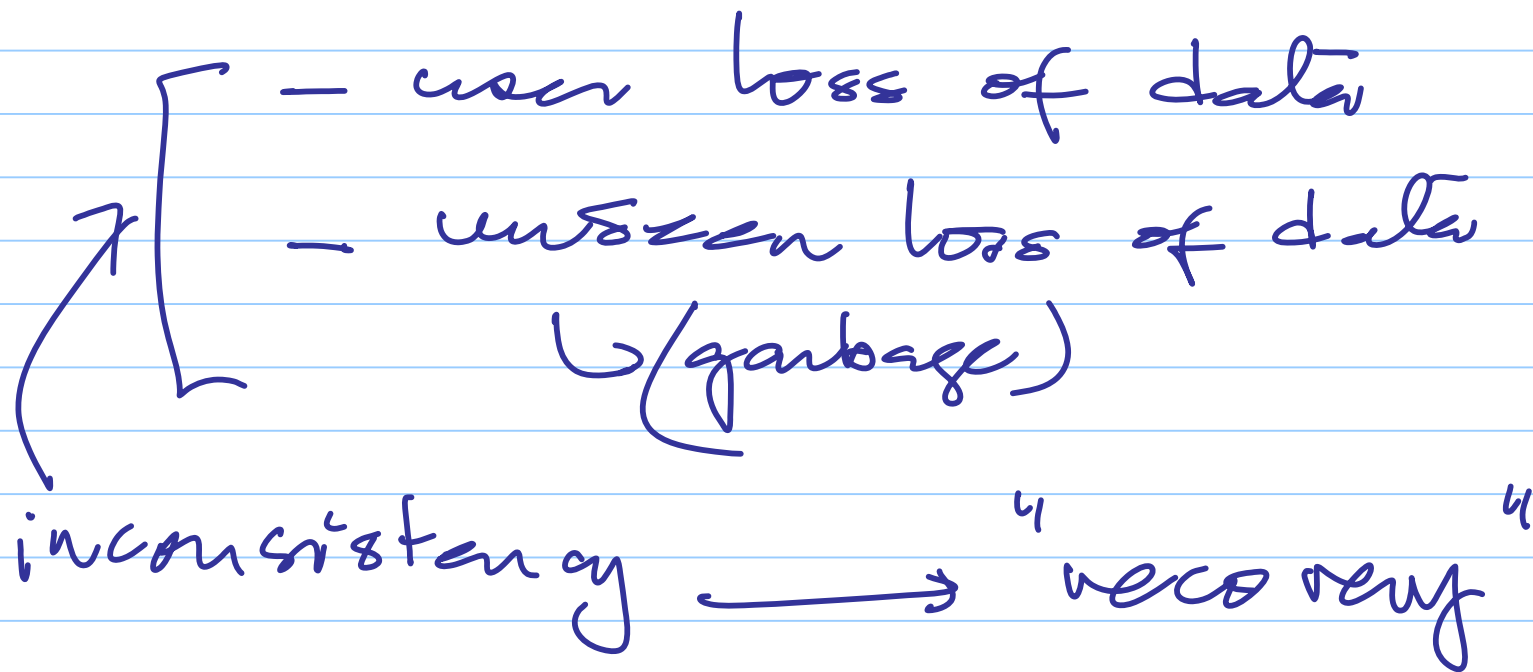 — user loss of data
— unseen loss of data
↳ (garbage)
inconsistency → "recovery"